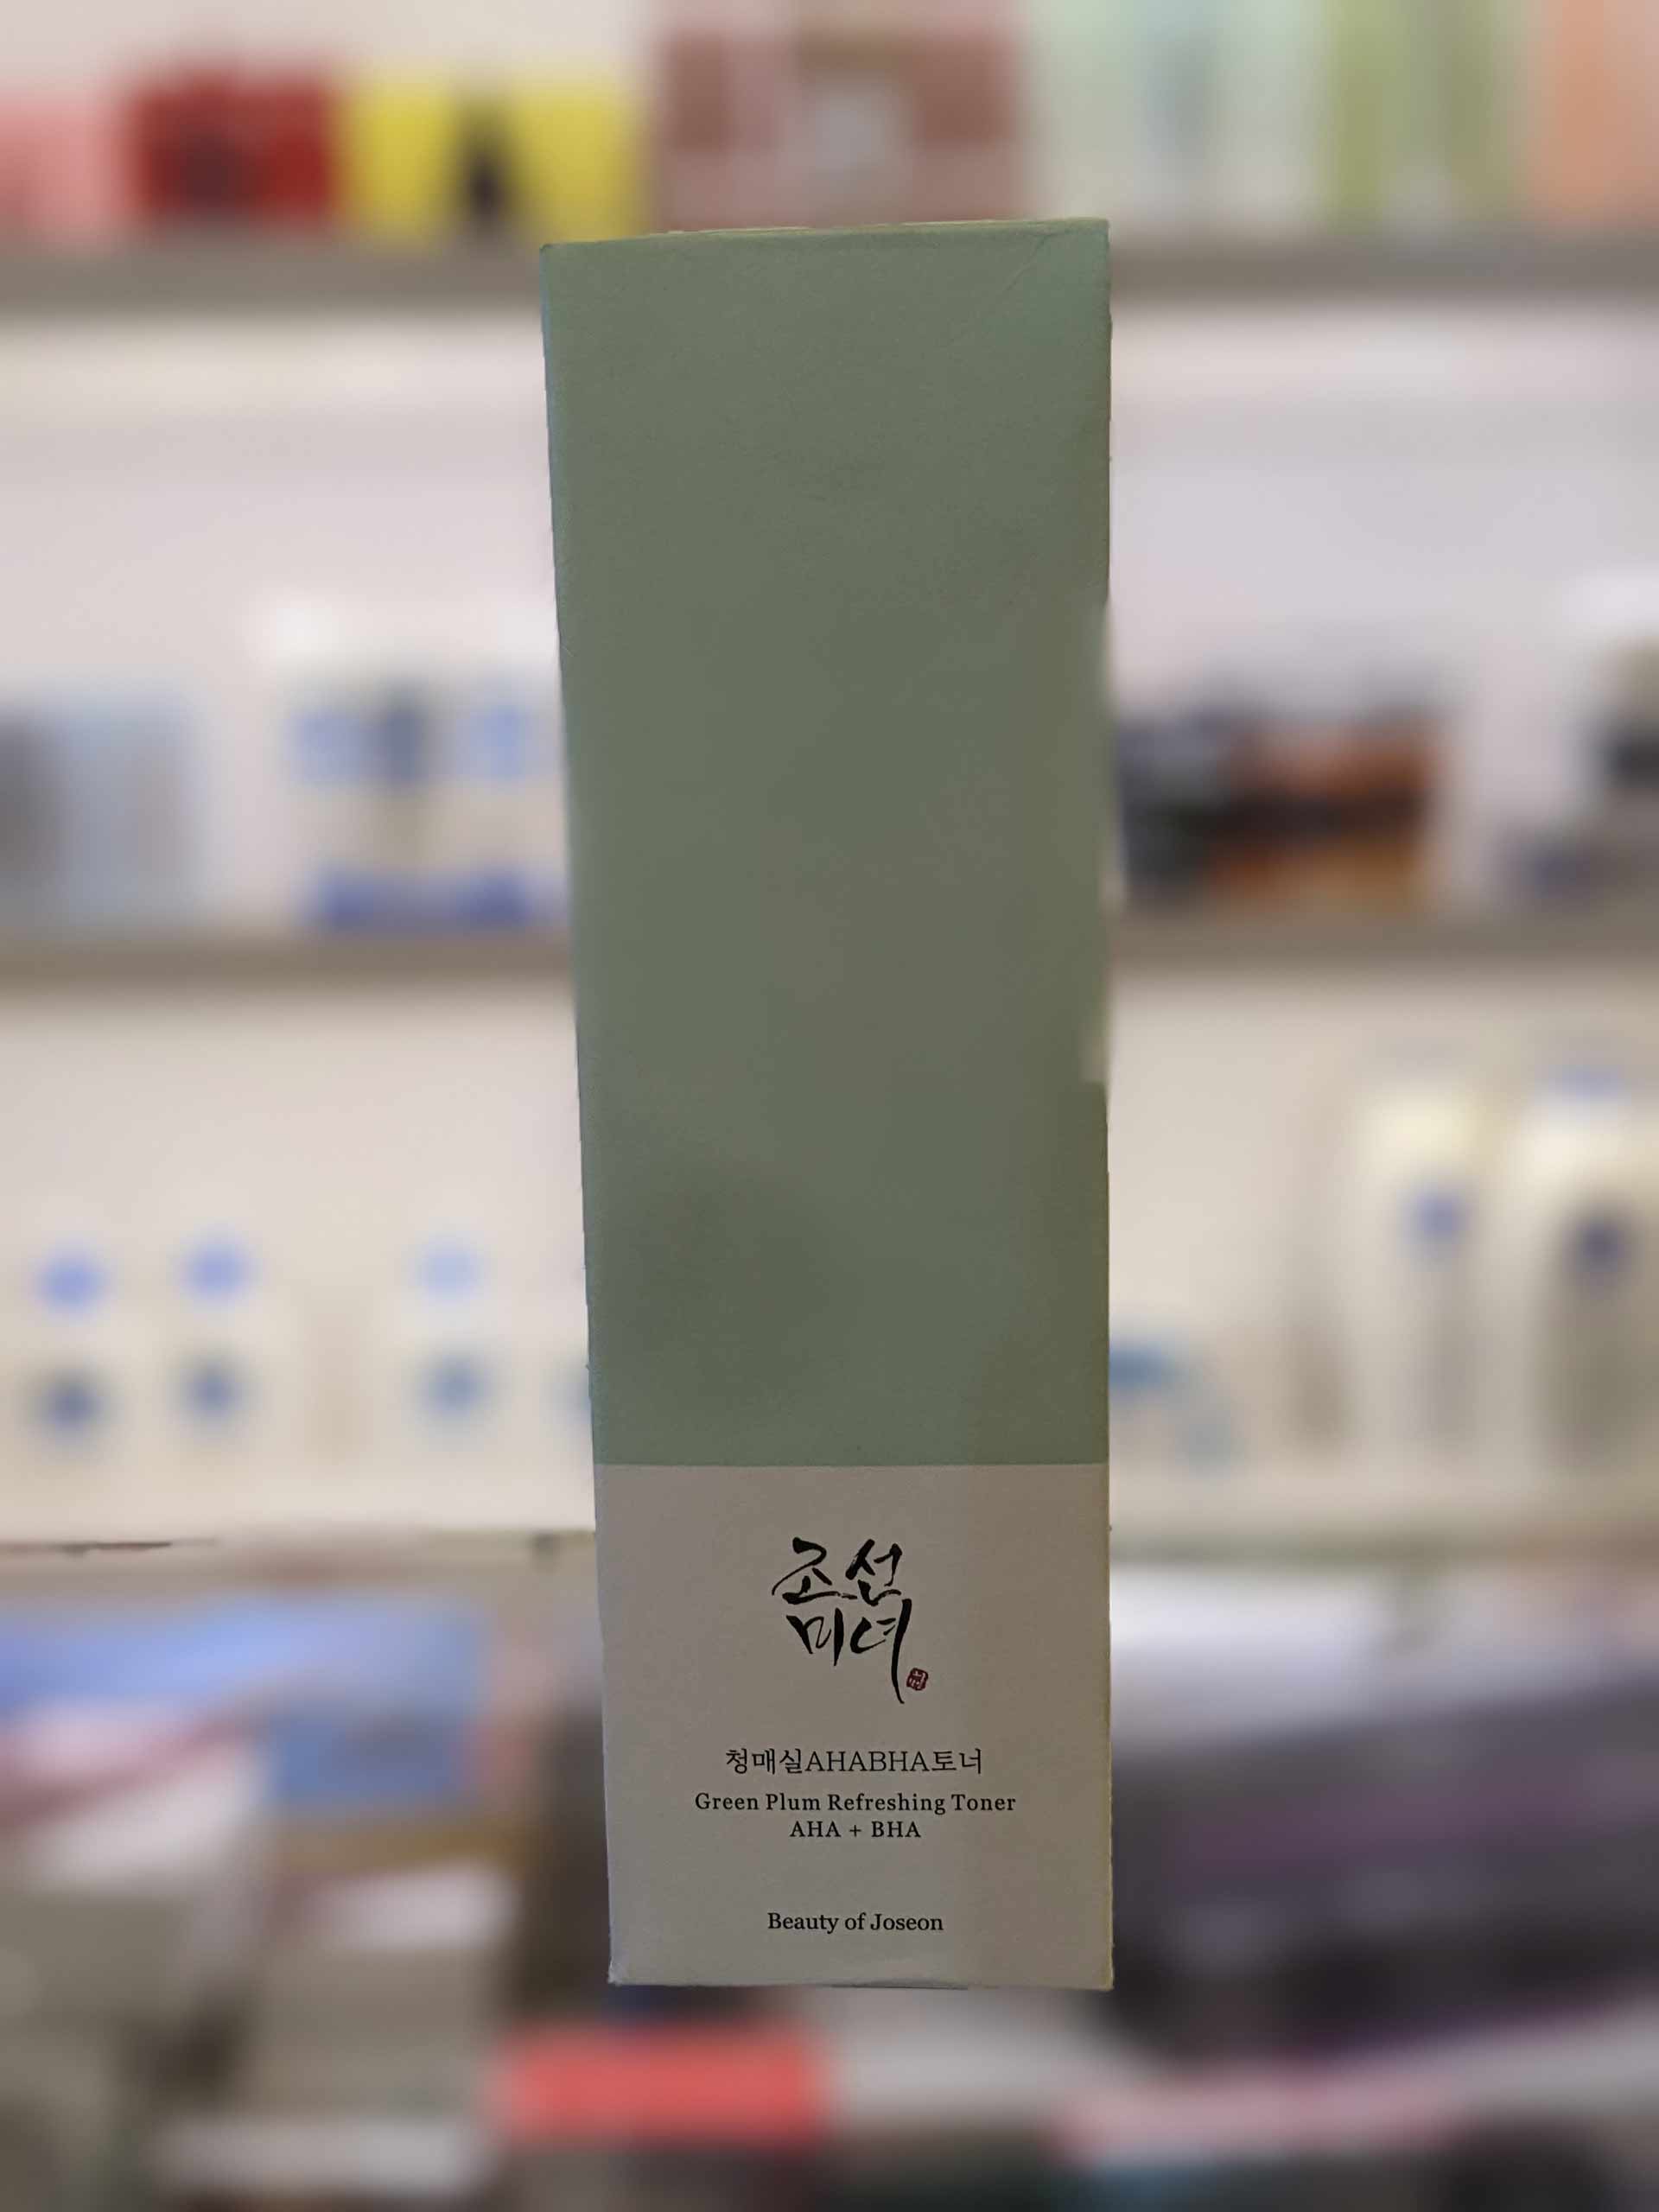 조선
미녀
청매실AHABHA토너
Green Plum Refreshing Toner
AHA + BHA
Beauty of Joseon